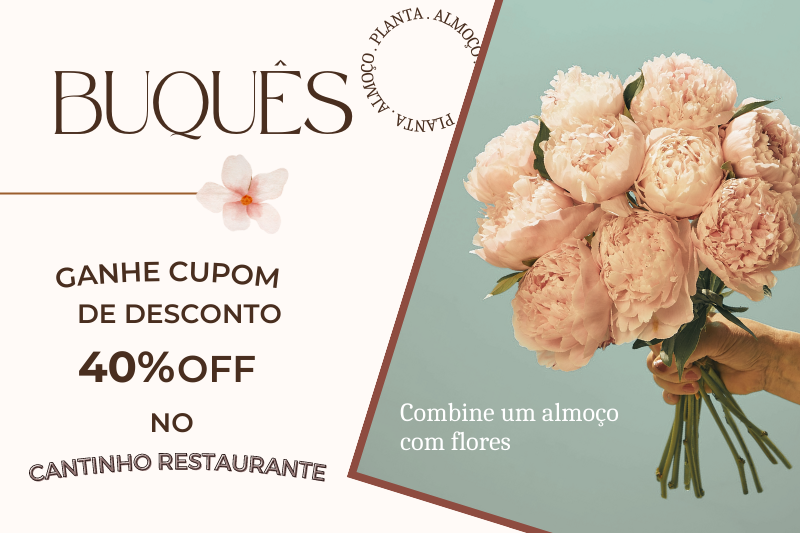 BUQUÊS
PLANTA . ALMOÇO . PLANTA . ALMOÇO.
GANHE CUPOM
DE DESCONTO
40%OFF
NO
CANTINHO RESTAURANTE
Combine um almoço
com flores